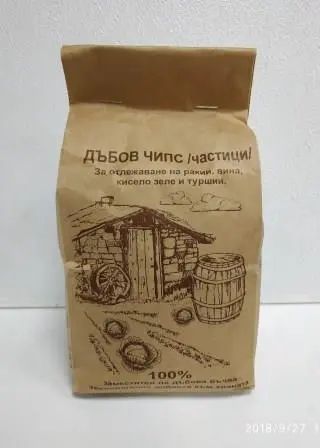 ДЪБОВ ЧИПС /ЧАСТИЦИ/
За отлежаване на ракии, вина,
кисело зеле и туршии.
100%
Заместител на дъбова бъчва
2018/9/27